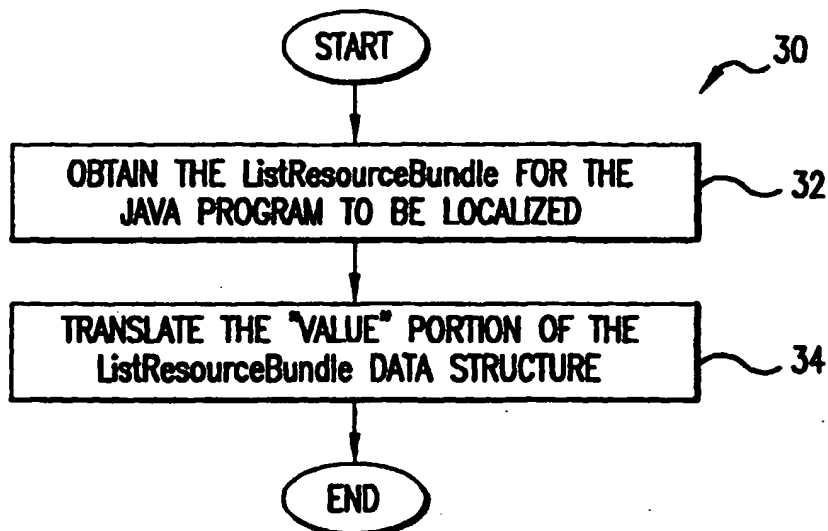 START
30
OBTAIN THE ListResourceBundle FOR THE
JAVA PROGRAM TO BE LOCALIZED
32
TRANSLATE THE "VALUE" PORTION OF THE
ListResourceBundle DATA STRUCTURE
34
END